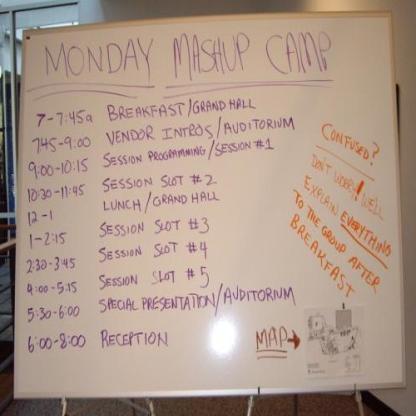 MONDAY MASHUP CAMP
7-7:45a BREAKFAST/GRAND HALL
745-9:00 VENDOR INTROS/AUDITORIUM
9:00-10:15 SESSION PROGRAMMING/SESSION #1
10:30-11:45 SESSION SLOT #2
12-1 LUNCH/GRAND HALL
1-2:15 SESSION SLOT #3
2:30-3:45 SESSION SLOT #4
4:00-5:15 SESSION SLOT #5
5:30-6:00 SPECIAL PRESENTATION/AUDITORIUM
6:00-8:00 RECEPTION
CONFUSED?
DON'T WORRY! WE'LL
EXPLAIN EVERYTHING
TO THE GROUP AFTER
BREAKFAST
MAP